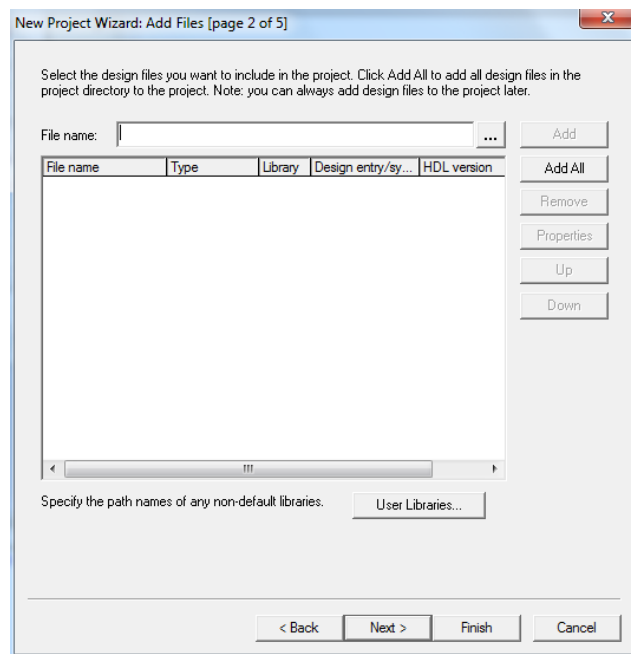 New Project Wizard: Add Files [page 2 of 5]
Select the design files you want to include in the project. Click Add All to add all design files in the
project directory to the project. Note: you can always add design files to the project later.
File name: ... Add
File name Type Library Design entry/sy... HDL version Add All
Remove
Properties
Up
Down
Specify the path names of any non-default libraries. User Libraries...
< Back Next > Finish Cancel